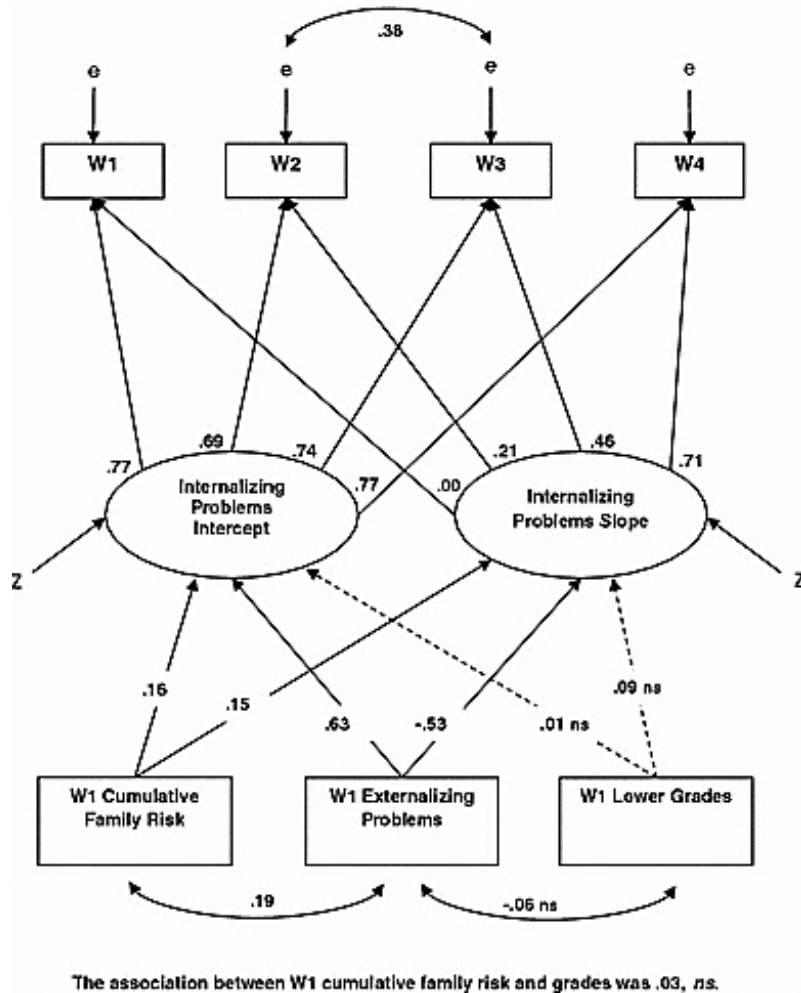 .38
e e e e
W1 W2 W3 W4
.77 .69 .74 .77 .00 .21 .46 .71
Internalizing
Problems
Intercept
Internalizing
Problems Slope
Z Z
.16 .15 .63 -.53 .01 ns .09 ns
W1 Cumulative
Family Risk
W1 Externalizing
Problems
W1 Lower Grades
.19 -.06 ns
The association between W1 cumulative family risk and grades was .03, ns.